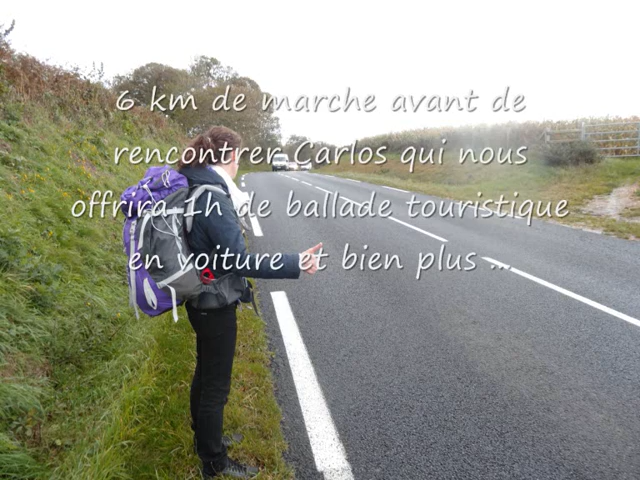 6 km de marche avant de
rencontrer Carlos qui nous
offrira 1h de ballade touristique
en voiture et bien plus ...